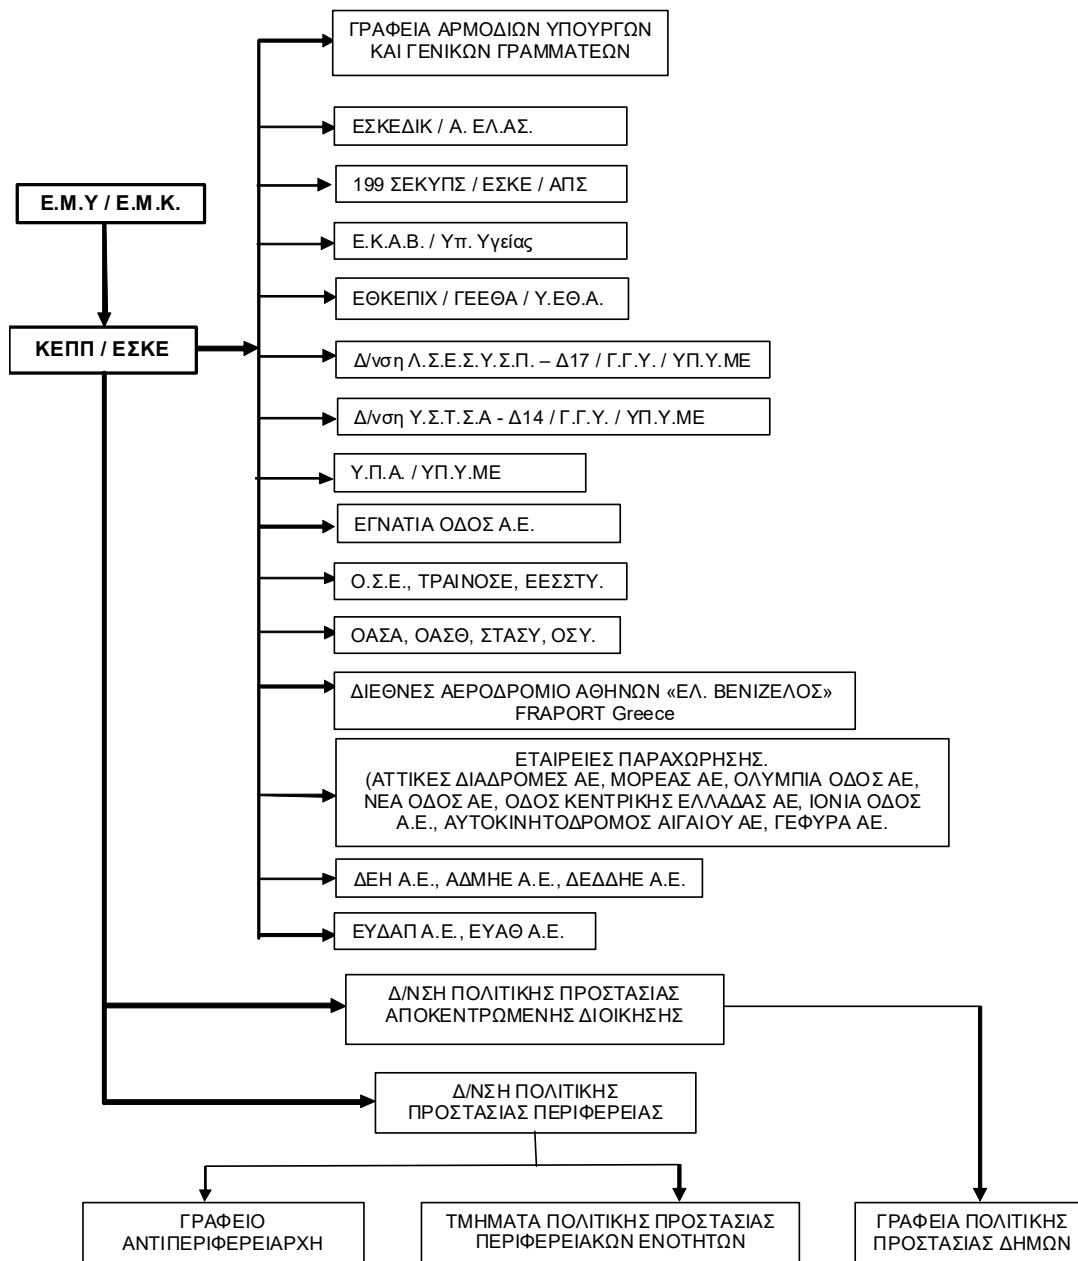 ΓΡΑΦΕΙΑ ΑΡΜΟΔΙΩΝ ΥΠΟΥΡΓΩΝ
ΚΑΙ ΓΕΝΙΚΩΝ ΓΡΑΜΜΑΤΕΩΝ
ΕΣΚΕΔΙΚ / Α. ΕΛ.ΑΣ.
199 ΣΕΚΥΠΣ / ΕΣΚΕ / ΑΠΣ
Ε.Μ.Υ / Ε.Μ.Κ.
Ε.Κ.Α.Β. / Υπ. Υγείας
ΕΘΚΕΠΙΧ / ΓΕΕΘΑ / Υ.ΕΘ.Α.
ΚΕΠΠ / ΕΣΚΕ
Δ/νση Λ.Σ.Ε.Σ.Υ.Σ.Π. – Δ17 / Γ.Γ.Υ. / ΥΠ.Υ.ΜΕ
Δ/νση Υ.Σ.Τ.Σ.Α - Δ14 / Γ.Γ.Υ. / ΥΠ.Υ.ΜΕ
Υ.Π.Α. / ΥΠ.Υ.ΜΕ
ΕΓΝΑΤΙΑ ΟΔΟΣ Α.Ε.
Ο.Σ.Ε., ΤΡΑΙΝΟΣΕ, ΕΕΣΣΤΥ.
ΟΑΣΑ, ΟΑΣΘ, ΣΤΑΣΥ, ΟΣΥ.
ΔΙΕΘΝΕΣ ΑΕΡΟΔΡΟΜΙΟ ΑΘΗΝΩΝ «ΕΛ. ΒΕΝΙΖΕΛΟΣ»
FRAPORT Greece
ΕΤΑΙΡΕΙΕΣ ΠΑΡΑΧΩΡΗΣΗΣ.
(ΑΤΤΙΚΕΣ ΔΙΑΔΡΟΜΕΣ ΑΕ, ΜΟΡΕΑΣ ΑΕ, ΟΛΥΜΠΙΑ ΟΔΟΣ ΑΕ,
ΝΕΑ ΟΔΟΣ ΑΕ, ΟΔΟΣ ΚΕΝΤΡΙΚΗΣ ΕΛΛΑΔΑΣ ΑΕ, ΙΟΝΙΑ ΟΔΟΣ
Α.Ε., ΑΥΤΟΚΙΝΗΤΟΔΡΟΜΟΣ ΑΙΓΑΙΟΥ ΑΕ, ΓΕΦΥΡΑ ΑΕ.
ΔΕΗ Α.Ε., ΑΔΜΗΕ Α.Ε., ΔΕΔΔΗΕ Α.Ε.
ΕΥΔΑΠ Α.Ε., ΕΥΑΘ Α.Ε.
Δ/ΝΣΗ ΠΟΛΙΤΙΚΗΣ ΠΡΟΣΤΑΣΙΑΣ
ΑΠΟΚΕΝΤΡΩΜΕΝΗΣ ΔΙΟΙΚΗΣΗΣ
Δ/ΝΣΗ ΠΟΛΙΤΙΚΗΣ
ΠΡΟΣΤΑΣΙΑΣ ΠΕΡΙΦΕΡΕΙΑΣ
ΓΡΑΦΕΙΟ
ΑΝΤΙΠΕΡΙΦΕΡΕΙΑΡΧΗ
ΤΜΗΜΑΤΑ ΠΟΛΙΤΙΚΗΣ ΠΡΟΣΤΑΣΙΑΣ
ΠΕΡΙΦΕΡΕΙΑΚΩΝ ΕΝΟΤΗΤΩΝ
ΓΡΑΦΕΙΑ ΠΟΛΙΤΙΚΗΣ
ΠΡΟΣΤΑΣΙΑΣ ΔΗΜΩΝ